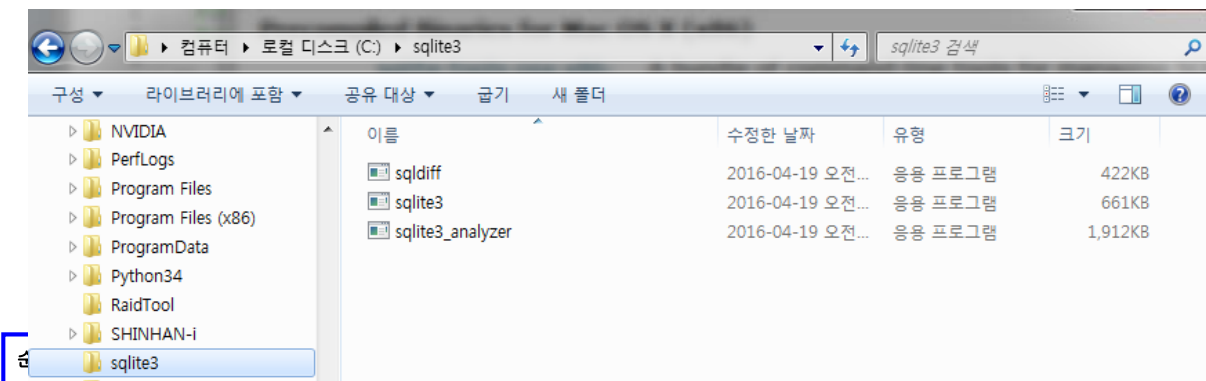 컴퓨터 ▸ 로컬 디스크 (C:) ▸ sqlite3
sqlite3 검색
구성 라이브러리에 포함 공유 대상 굽기 새 폴더
NVIDIA
PerfLogs
Program Files
Program Files (x86)
ProgramData
Python34
RaidTool
SHINHAN-i
sqlite3
이름 수정한 날짜 유형 크기
sqldiff 2016-04-19 오전... 응용 프로그램 422KB
sqlite3 2016-04-19 오전... 응용 프로그램 661KB
sqlite3_analyzer 2016-04-19 오전... 응용 프로그램 1,912KB